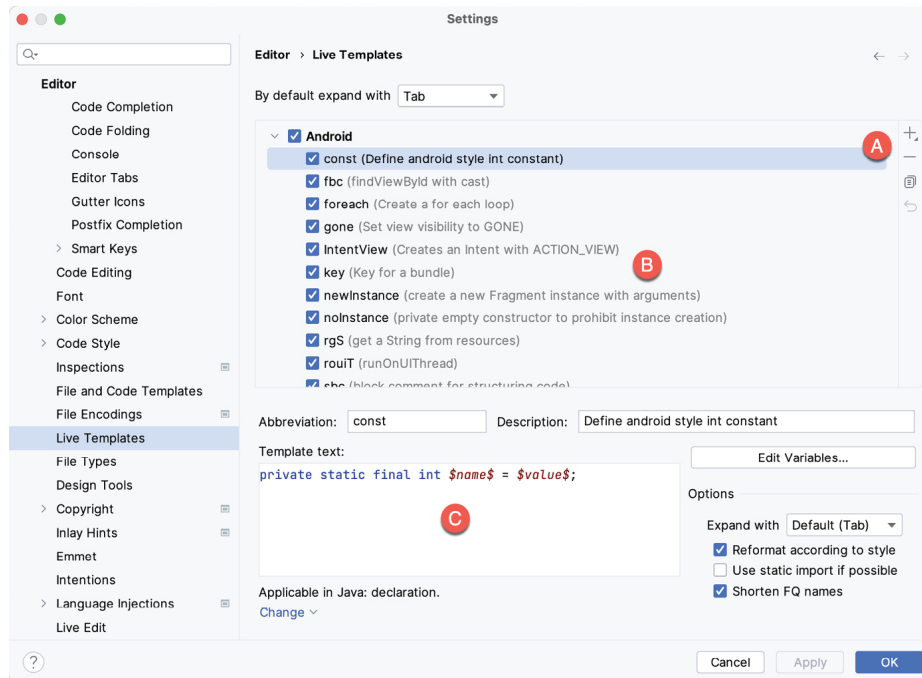 Settings
Editor › Live Templates
By default expand with Tab
Editor
Code Completion
Code Folding
Console
Editor Tabs
Gutter Icons
Postfix Completion
Smart Keys
Code Editing
Font
Color Scheme
Code Style
Inspections
File and Code Templates
File Encodings
Live Templates
File Types
Design Tools
Copyright
Inlay Hints
Emmet
Intentions
Language Injections
Live Edit
Android
const (Define android style int constant)
fbc (findViewById with cast)
foreach (Create a for each loop)
gone (Set view visibility to GONE)
IntentView (Creates an Intent with ACTION_VIEW)
key (Key for a bundle)
newInstance (create a new Fragment instance with arguments)
noInstance (private empty constructor to prohibit instance creation)
rgS (get a String from resources)
rouiT (runOnUIThread)
sbc (block comment for structuring code)
A
B
Abbreviation: const Description: Define android style int constant
Template text:
private static final int $name$ = $value$;
C
Edit Variables...
Options
Expand with Default (Tab)
Reformat according to style
Use static import if possible
Shorten FQ names
Applicable in Java: declaration.
Change
?
Cancel Apply OK